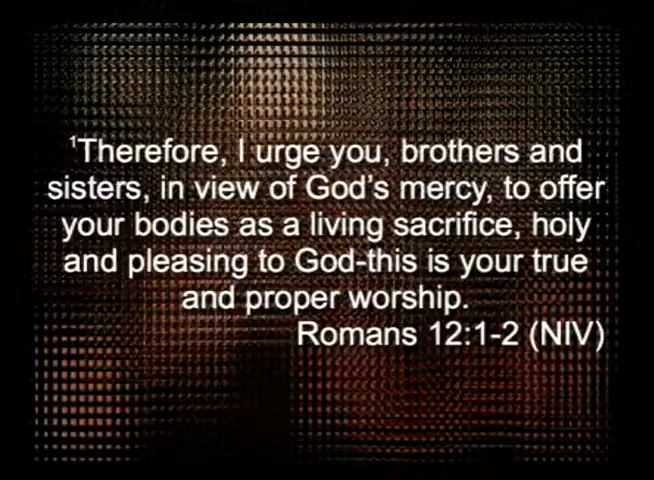 ¹Therefore, I urge you, brothers and
sisters, in view of God's mercy, to offer
your bodies as a living sacrifice, holy
and pleasing to God-this is your true
and proper worship.
Romans 12:1-2 (NIV)